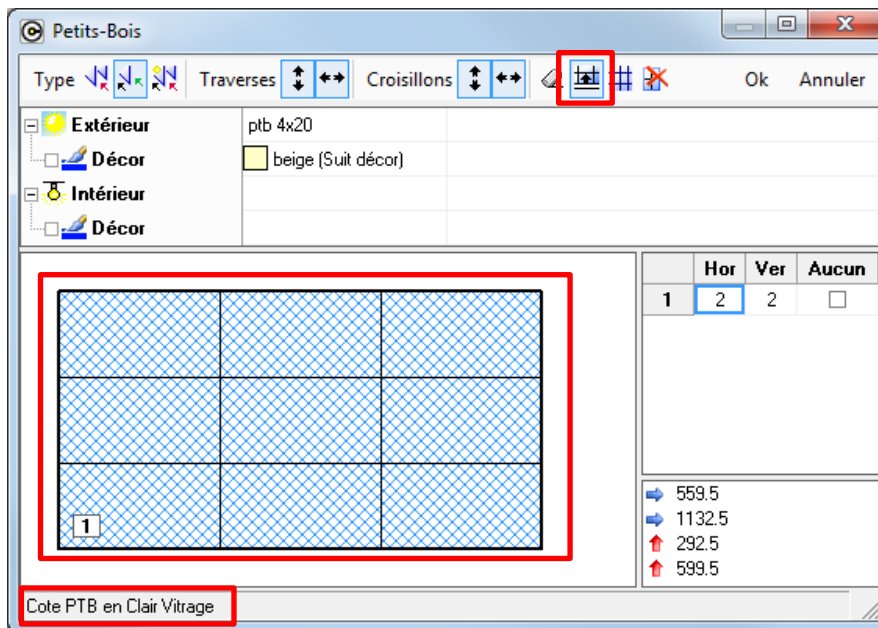 Petits-Bois
Type Traverses Croisillons Ok Annuler
Extérieur ptb 4x20
Décor beige (Suit décor)
Intérieur
Décor
Hor Ver Aucun
1 2 2
1
559.5
1132.5
292.5
599.5
Cote PTB en Clair Vitrage